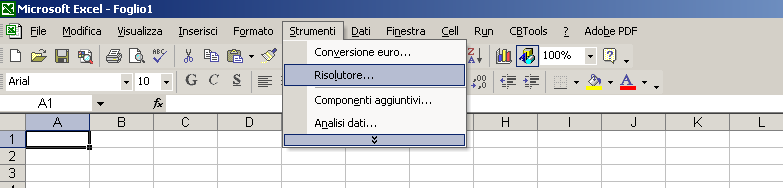 Microsoft Excel - Foglio1
File Modifica Visualizza Inserisci Formato Strumenti Dati Finestra Cell Run CBTools ? Adobe PDF
Conversione euro...
100%
Arial 10 G C S
Risolutore...
A1 fx
Componenti aggiuntivi...
A B C D H I J K L
Analisi dati...
1
2
3